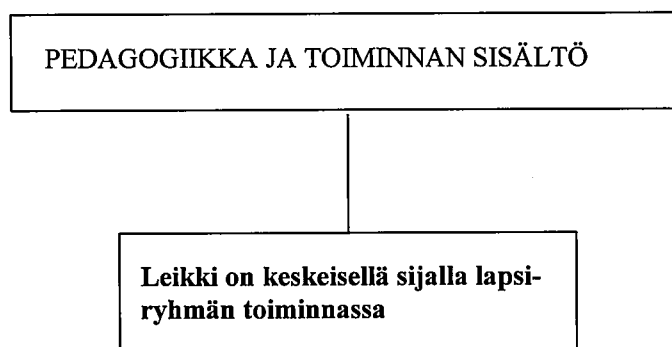 PEDAGOGIIKKA JA TOIMINNAN SISÄLTÖ
Leikki on keskeisellä sijalla lapsi-
ryhmän toiminnassa